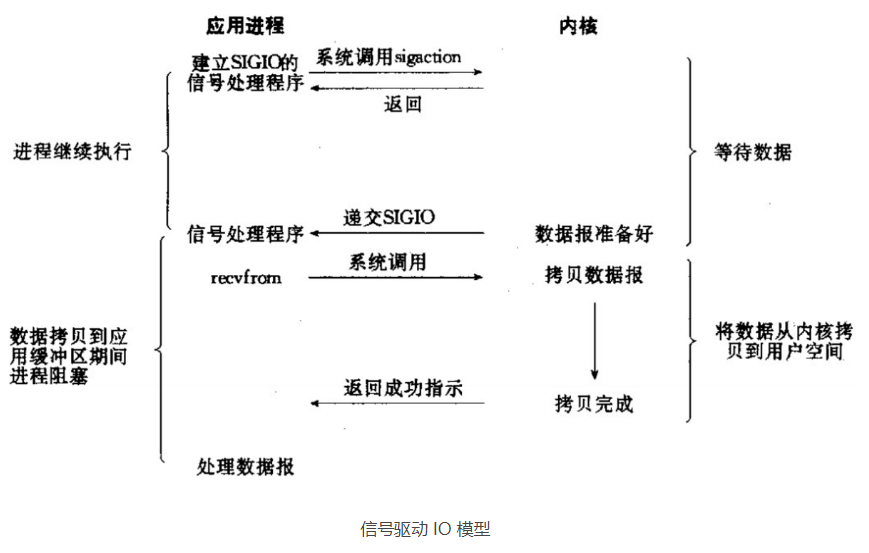 应用进程
内核
建立SIGIO的
信号处理程序
系统调用sigaction
返回
进程继续执行
等待数据
递交SIGIO
信号处理程序
数据报准备好
系统调用
recvfrom
拷贝数据报
数据拷贝到应
用缓冲区期间
进程阻塞
将数据从内核拷
贝到用户空间
返回成功指示
拷贝完成
处理数据报
信号驱动 IO 模型